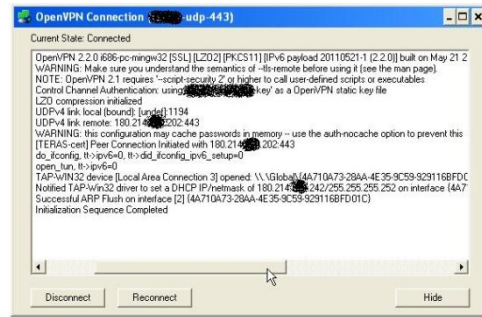 OpenVPN Connection ( -udp-443)
Current State: Connected
OpenVPN 2.2.0 i686-pc-mingw32 [SSL] [LZO2] [PKCS11] [IPv6 payload 20110521-1 (2.2.0)] built on May 21 2
WARNING: Make sure you understand the semantics of --tls-remote before using it (see the man page).
NOTE: OpenVPN 2.1 requires '--script-security 2' or higher to call user-defined scripts or executables
Control Channel Authentication: using key' as a OpenVPN static key file
LZO compression initialized
UDPv4 link local (bound): [undef]:1194
UDPv4 link remote: 180.214. .202:443
WARNING: this configuration may cache passwords in memory -- use the auth-nocache option to prevent this
[TERAS-cert] Peer Connection Initiated with 180.214. .202:443
do_ifconfig, tt->ipv6=0, tt->did_ifconfig_ipv6_setup=0
open_tun, tt->ipv6=0
TAP-WIN32 device [Local Area Connection 3] opened: \\.\Global\{4A710A73-28AA-4E35-9C59-929116BFDC
Notified TAP-Win32 driver to set a DHCP IP/netmask of 180.214. .242/255.255.255.252 on interface {4A7
Successful ARP Flush on interface [2] {4A710A73-28AA-4E35-9C59-929116BFD01C}
Initialization Sequence Completed
Disconnect Reconnect Hide